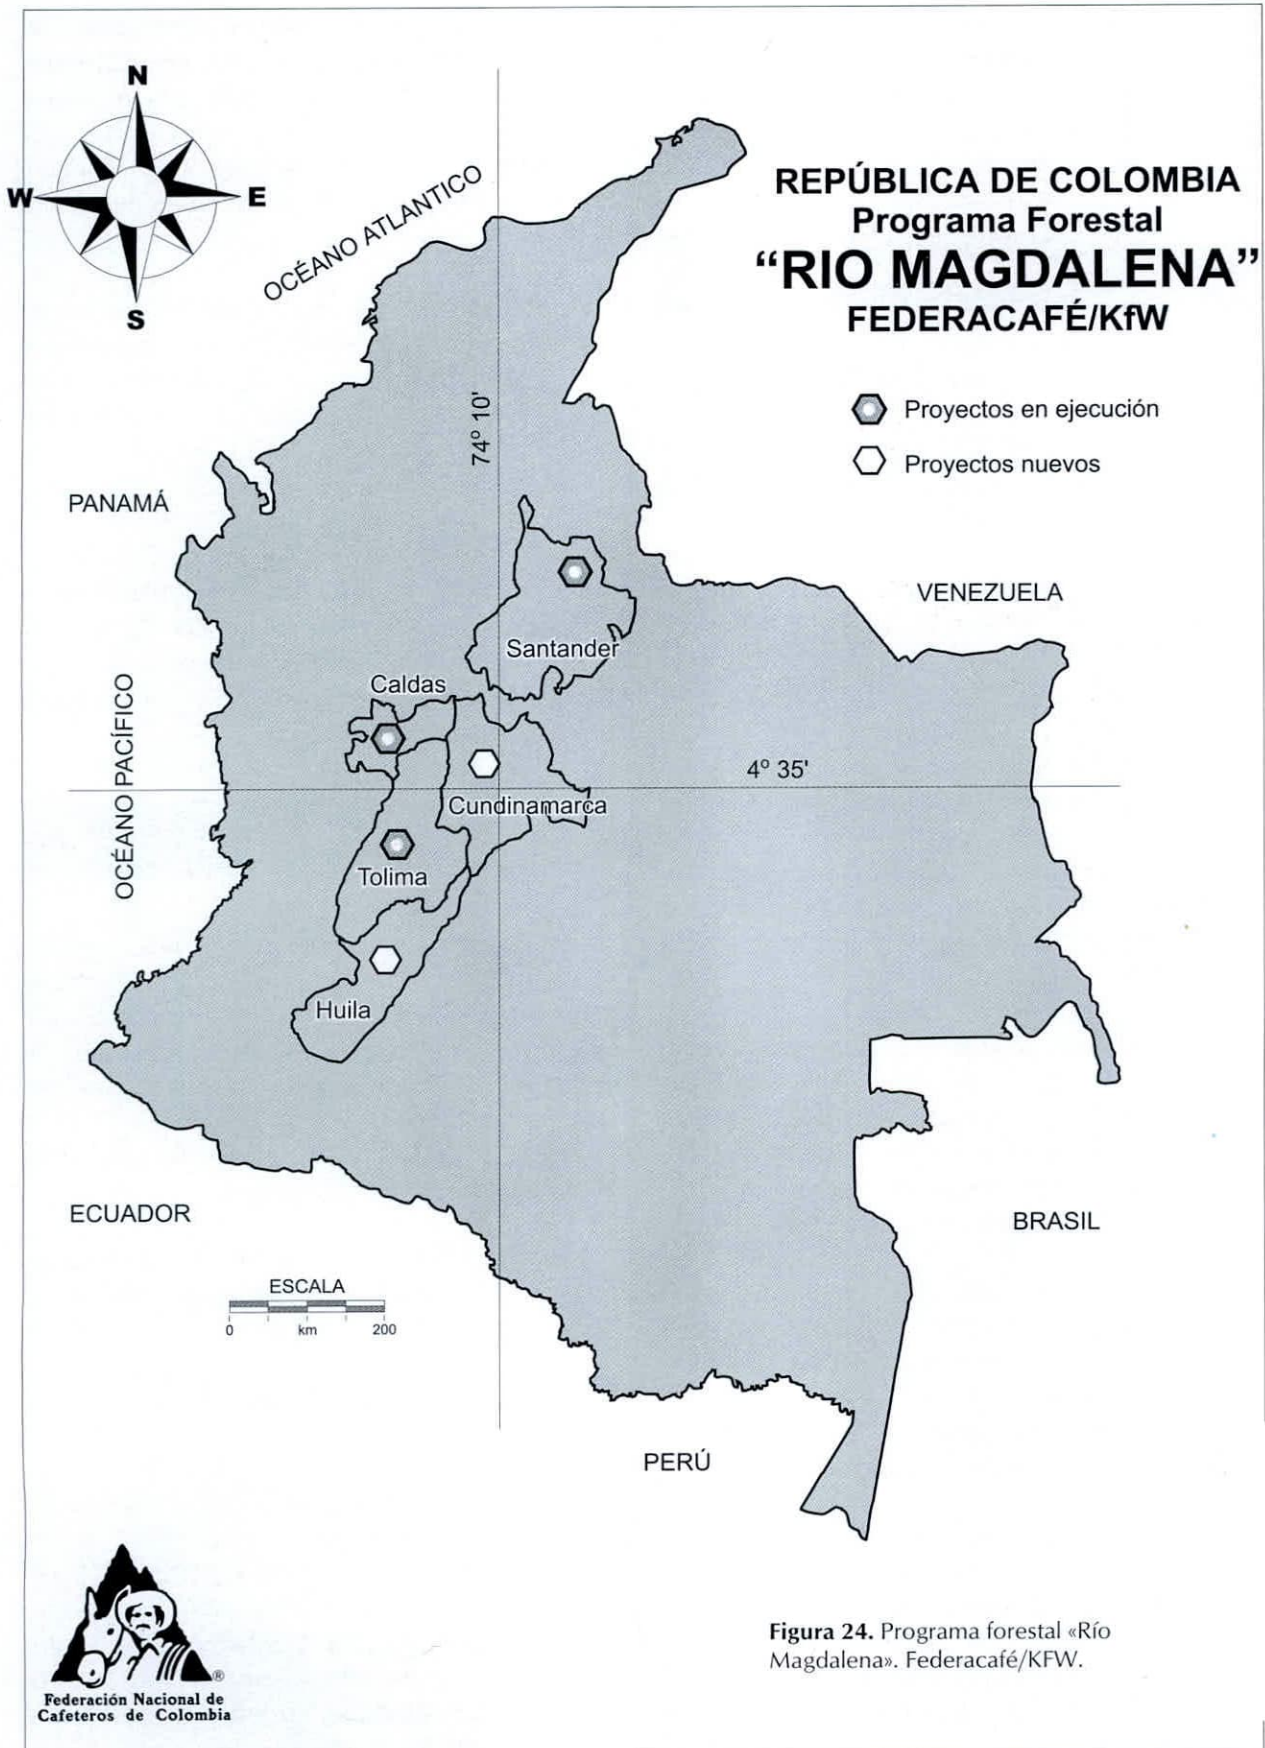 N
W
E
S
OCÉANO ATLANTICO
REPÚBLICA DE COLOMBIA
Programa Forestal
“RIO MAGDALENA”
FEDERACAFÉ/KfW
Proyectos en ejecución
Proyectos nuevos
74° 10'
PANAMÁ
VENEZUELA
Santander
Caldas
OCÉANO PACÍFICO
4° 35'
Cundinamarca
Tolima
Huila
ECUADOR
BRASIL
ESCALA
0 km 200
PERÚ
®
Federación Nacional de
Cafeteros de Colombia
Figura 24. Programa forestal «Río
Magdalena». Federacafé/KFW.